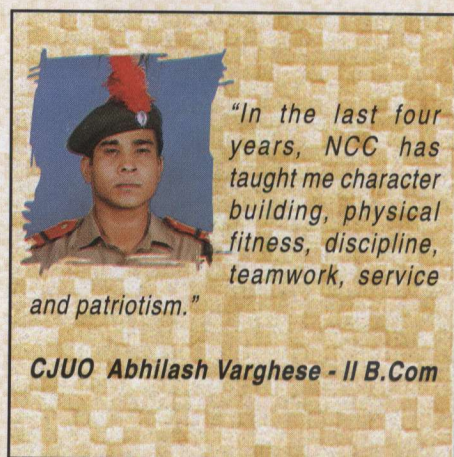 "In the last four
years, NCC has
taught me character
building, physical
fitness, discipline,
teamwork, service
and patriotism."
CJUO Abhilash Varghese - II B.Com